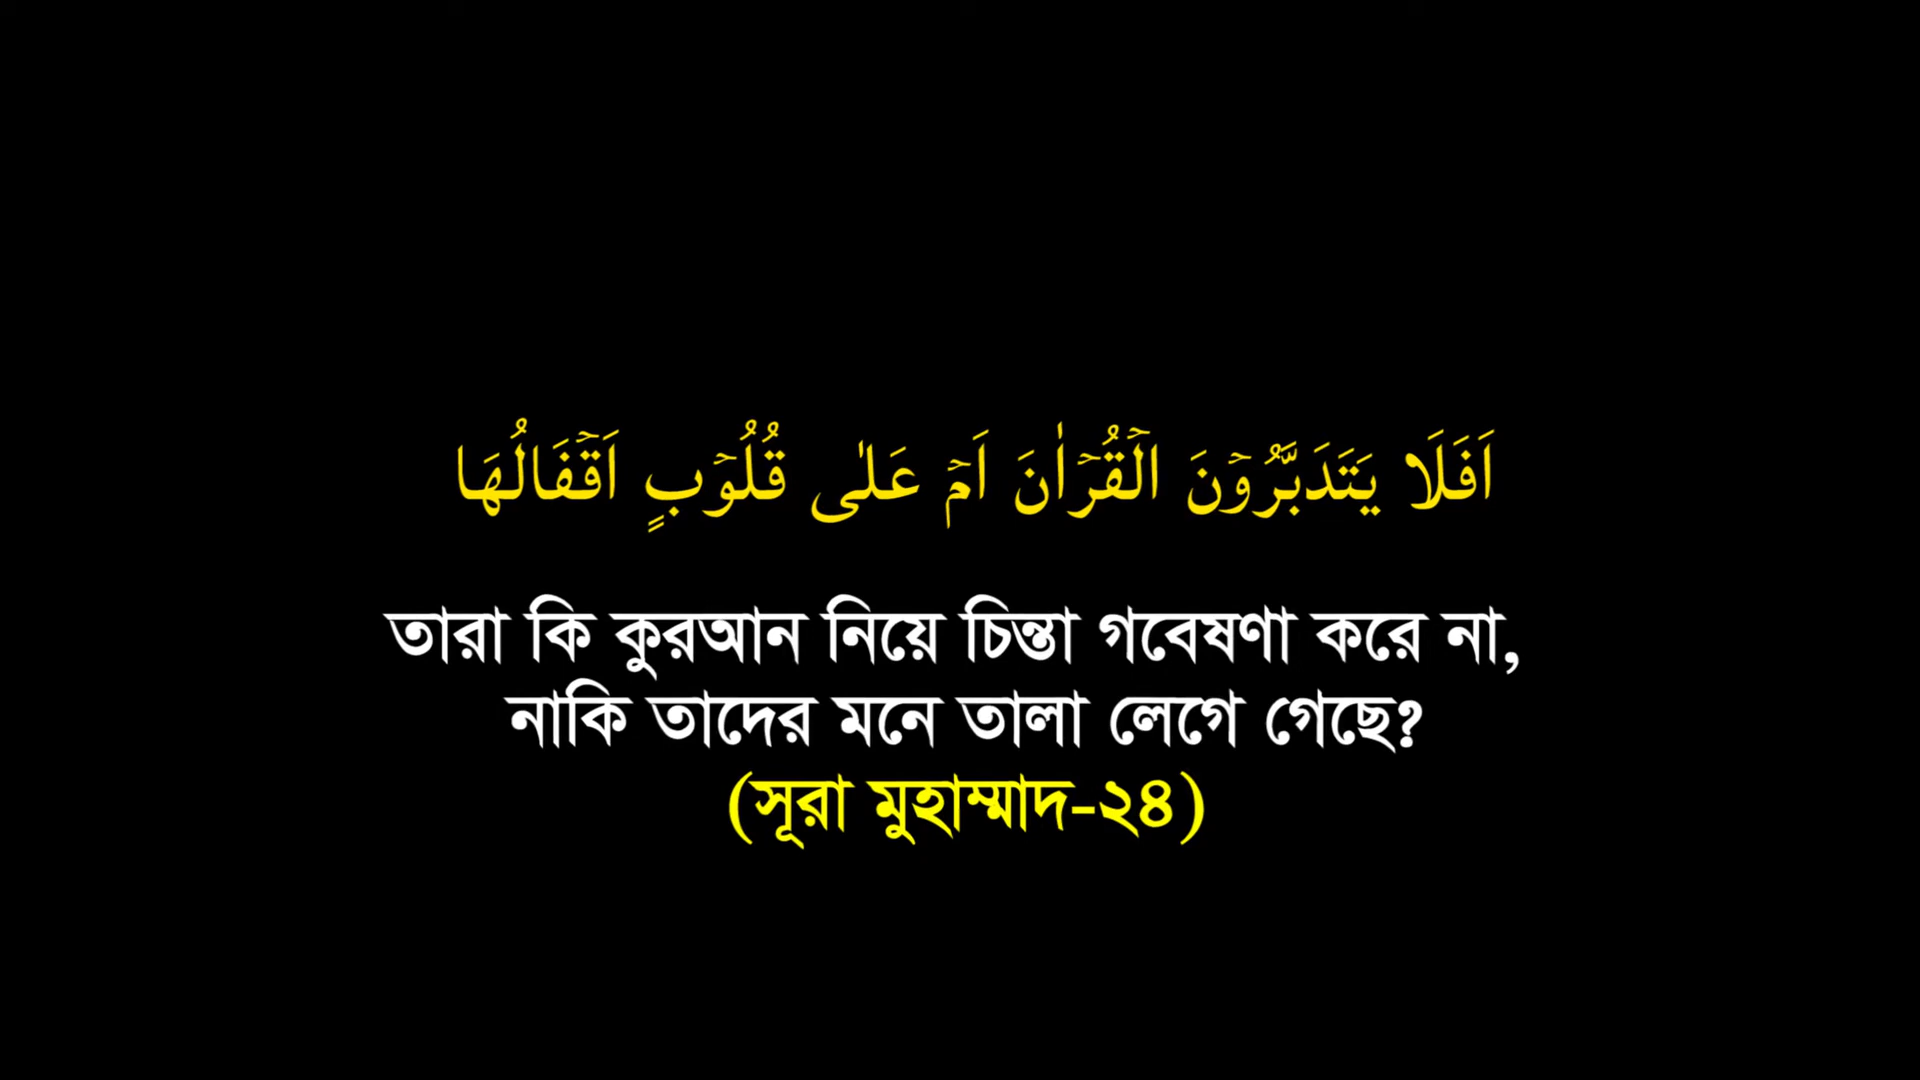 اَفَلَا يَتَدَبَّرُوۡنَ الۡقُرۡاٰنَ اَمۡ عَلٰى قُلُوۡبٍ اَقۡفَالُهَا
তারা কি কুরআন নিয়ে চিন্তা গবেষণা করে না,
নাকি তাদের মনে তালা লেগে গেছে?
(সূরা মুহাম্মাদ-২৪)